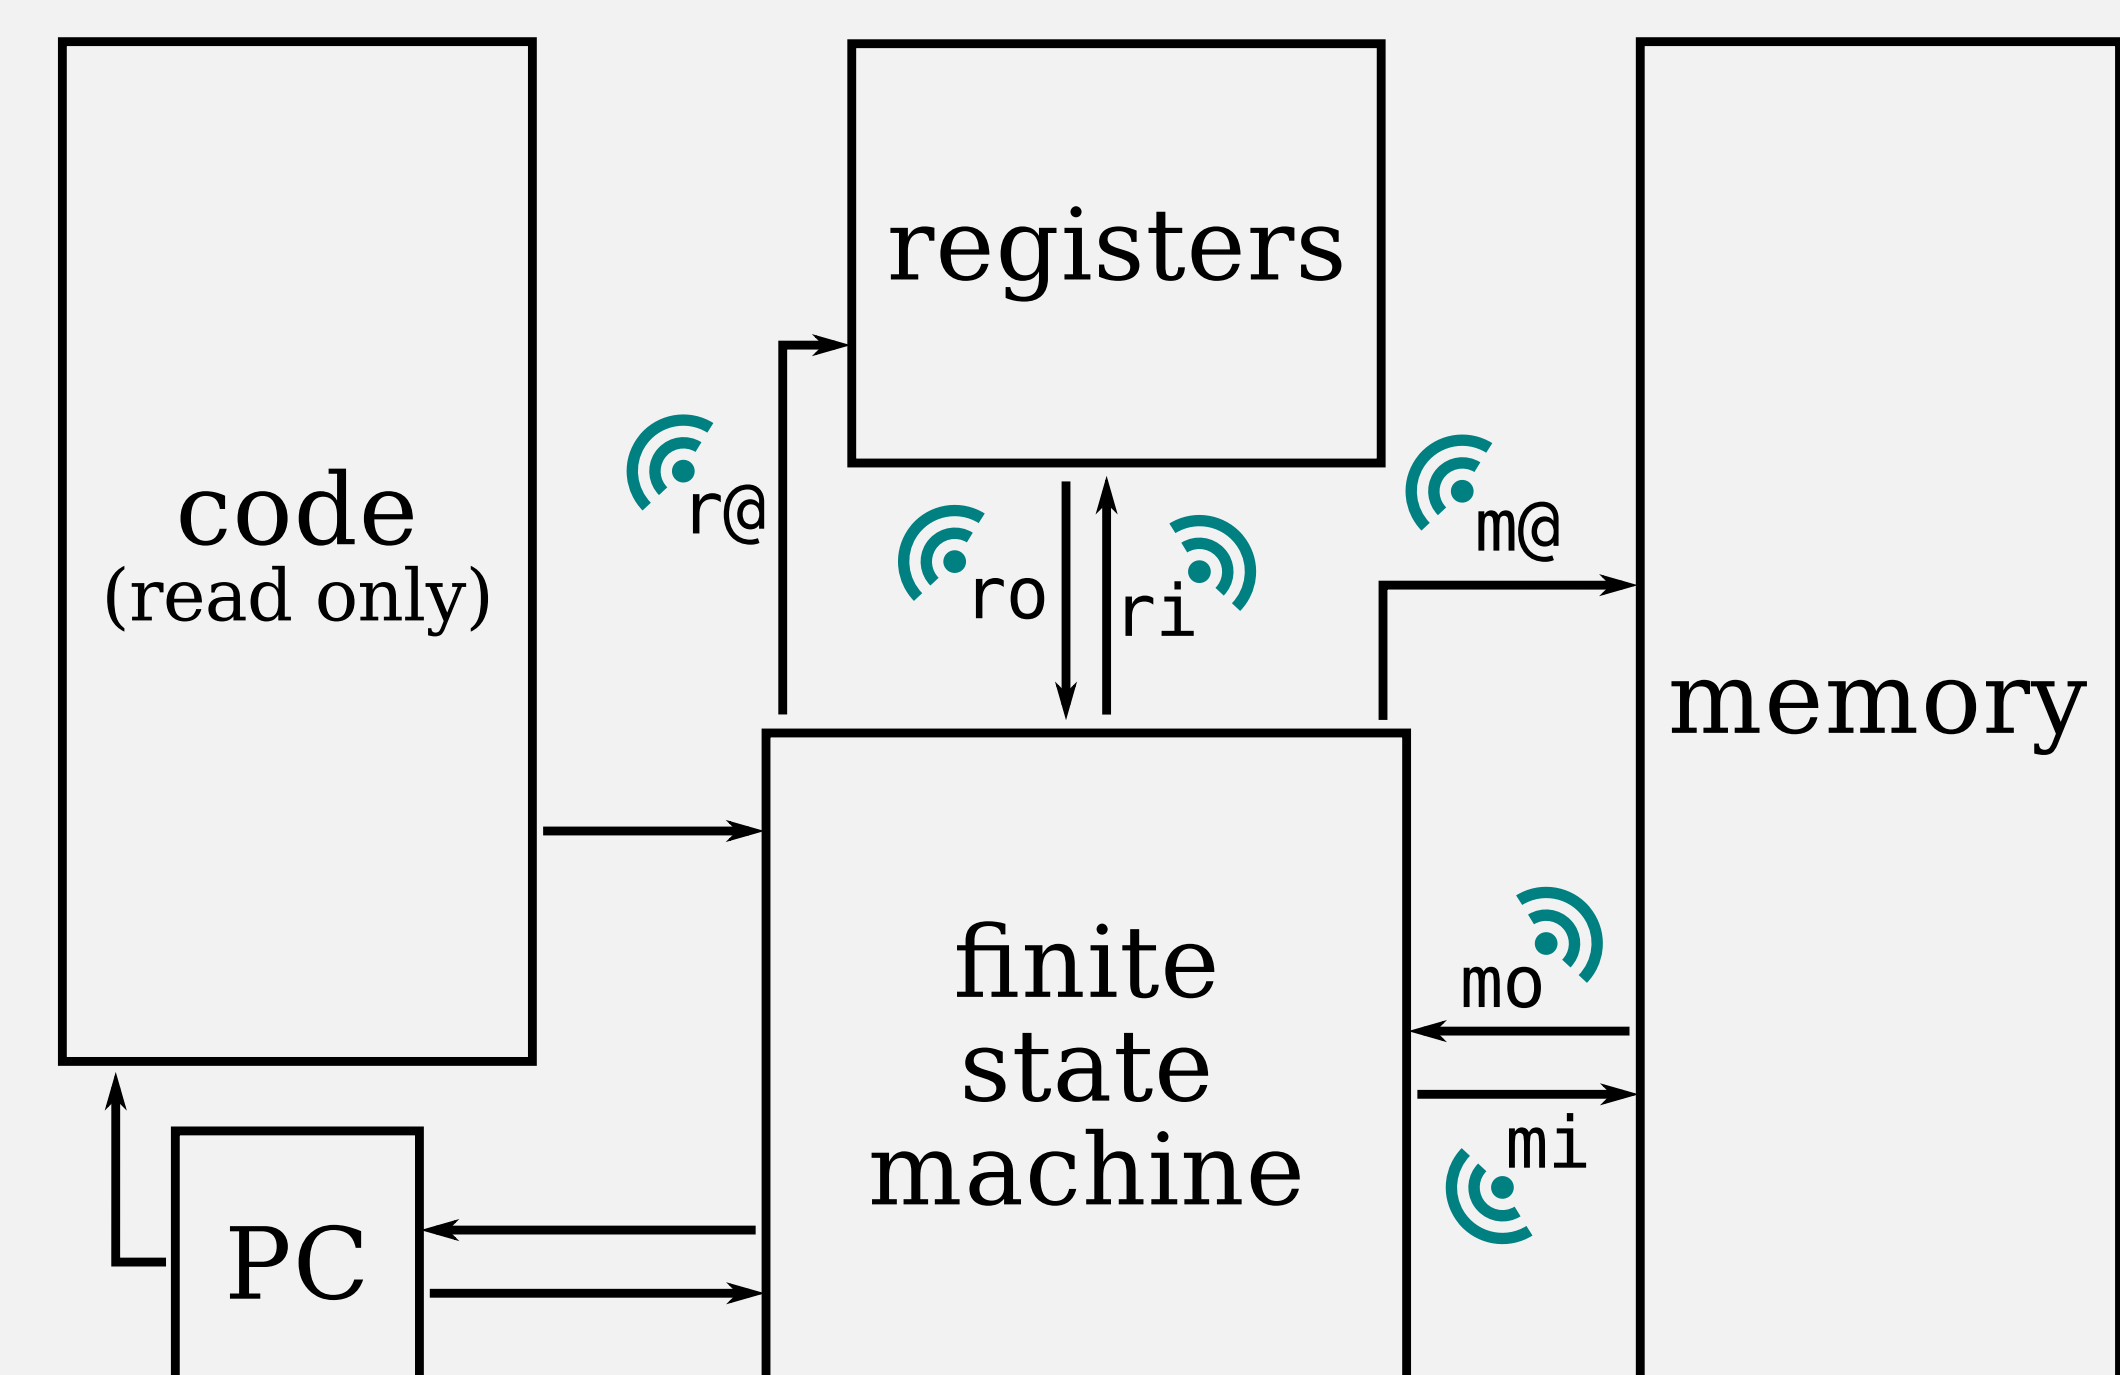 registers
code
(read only)
r@
ro
ri
m@
memory
finite
state
machine
mo
mi
PC